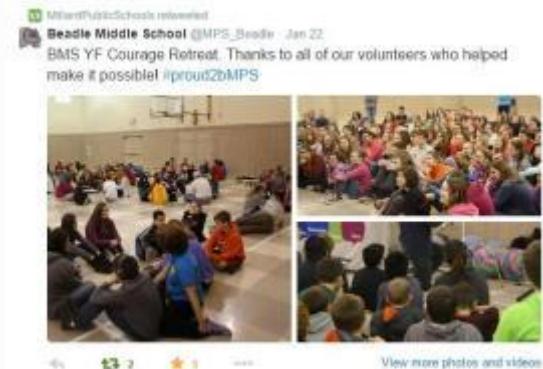 MillardPublicSchools retweeted
Beadle Middle School @MPS_Beadle · Jan 22
BMS YF Courage Retreat. Thanks to all of our volunteers who helped
make it possible! #proud2bMPS
2
View more photos and videos